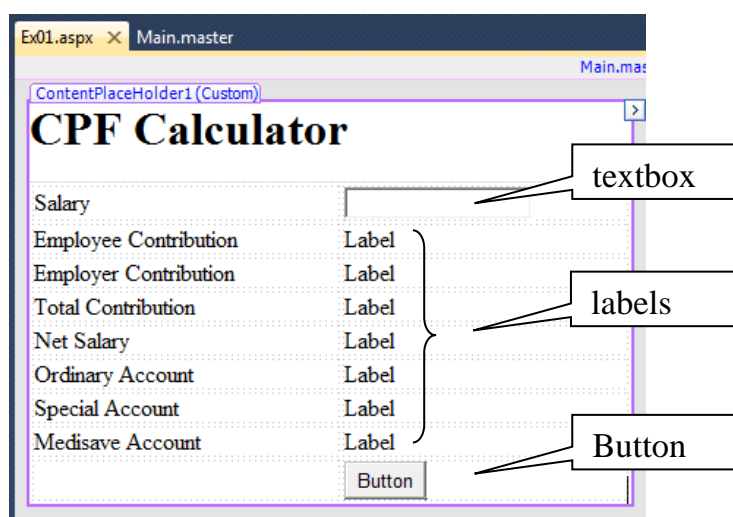 Ex01.aspx × Main.master
Main.mas
ContentPlaceHolder1 (Custom)
CPF Calculator
textbox
Salary
Employee Contribution Label
Employer Contribution Label
Total Contribution Label
labels
Net Salary Label
Ordinary Account Label
Special Account Label
Medisave Account Label
Button
Button